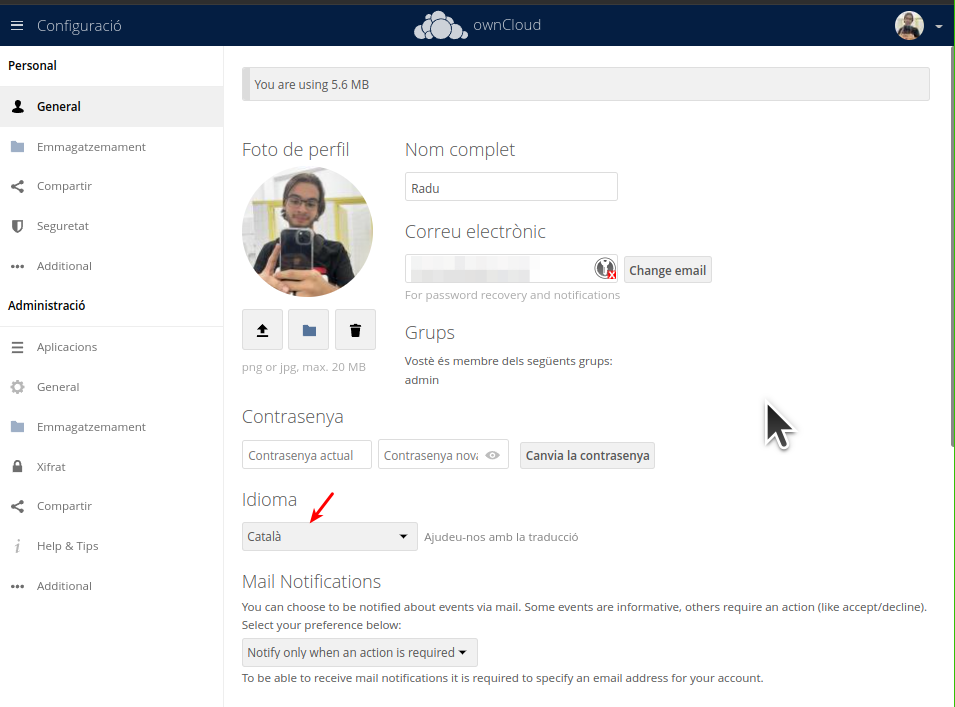 Configuració
ownCloud
Personal
General
Emmagatzemament
Compartir
Seguretat
Additional
Administració
Aplicacions
General
Emmagatzemament
Xifrat
Compartir
Help & Tips
Additional
You are using 5.6 MB
Foto de perfil
png or jpg, max. 20 MB
Nom complet
Radu
Correu electrònic
Change email
For password recovery and notifications
Grups
Vostè és membre dels següents grups:
admin
Contrasenya
Contrasenya actual
Contrasenya nova
Canvia la contrasenya
Idioma
Català
Ajudeu-nos amb la traducció
Mail Notifications
You can choose to be notified about events via mail. Some events are informative, others require an action (like accept/decline).
Select your preference below:
Notify only when an action is required
To be able to receive mail notifications it is required to specify an email address for your account.